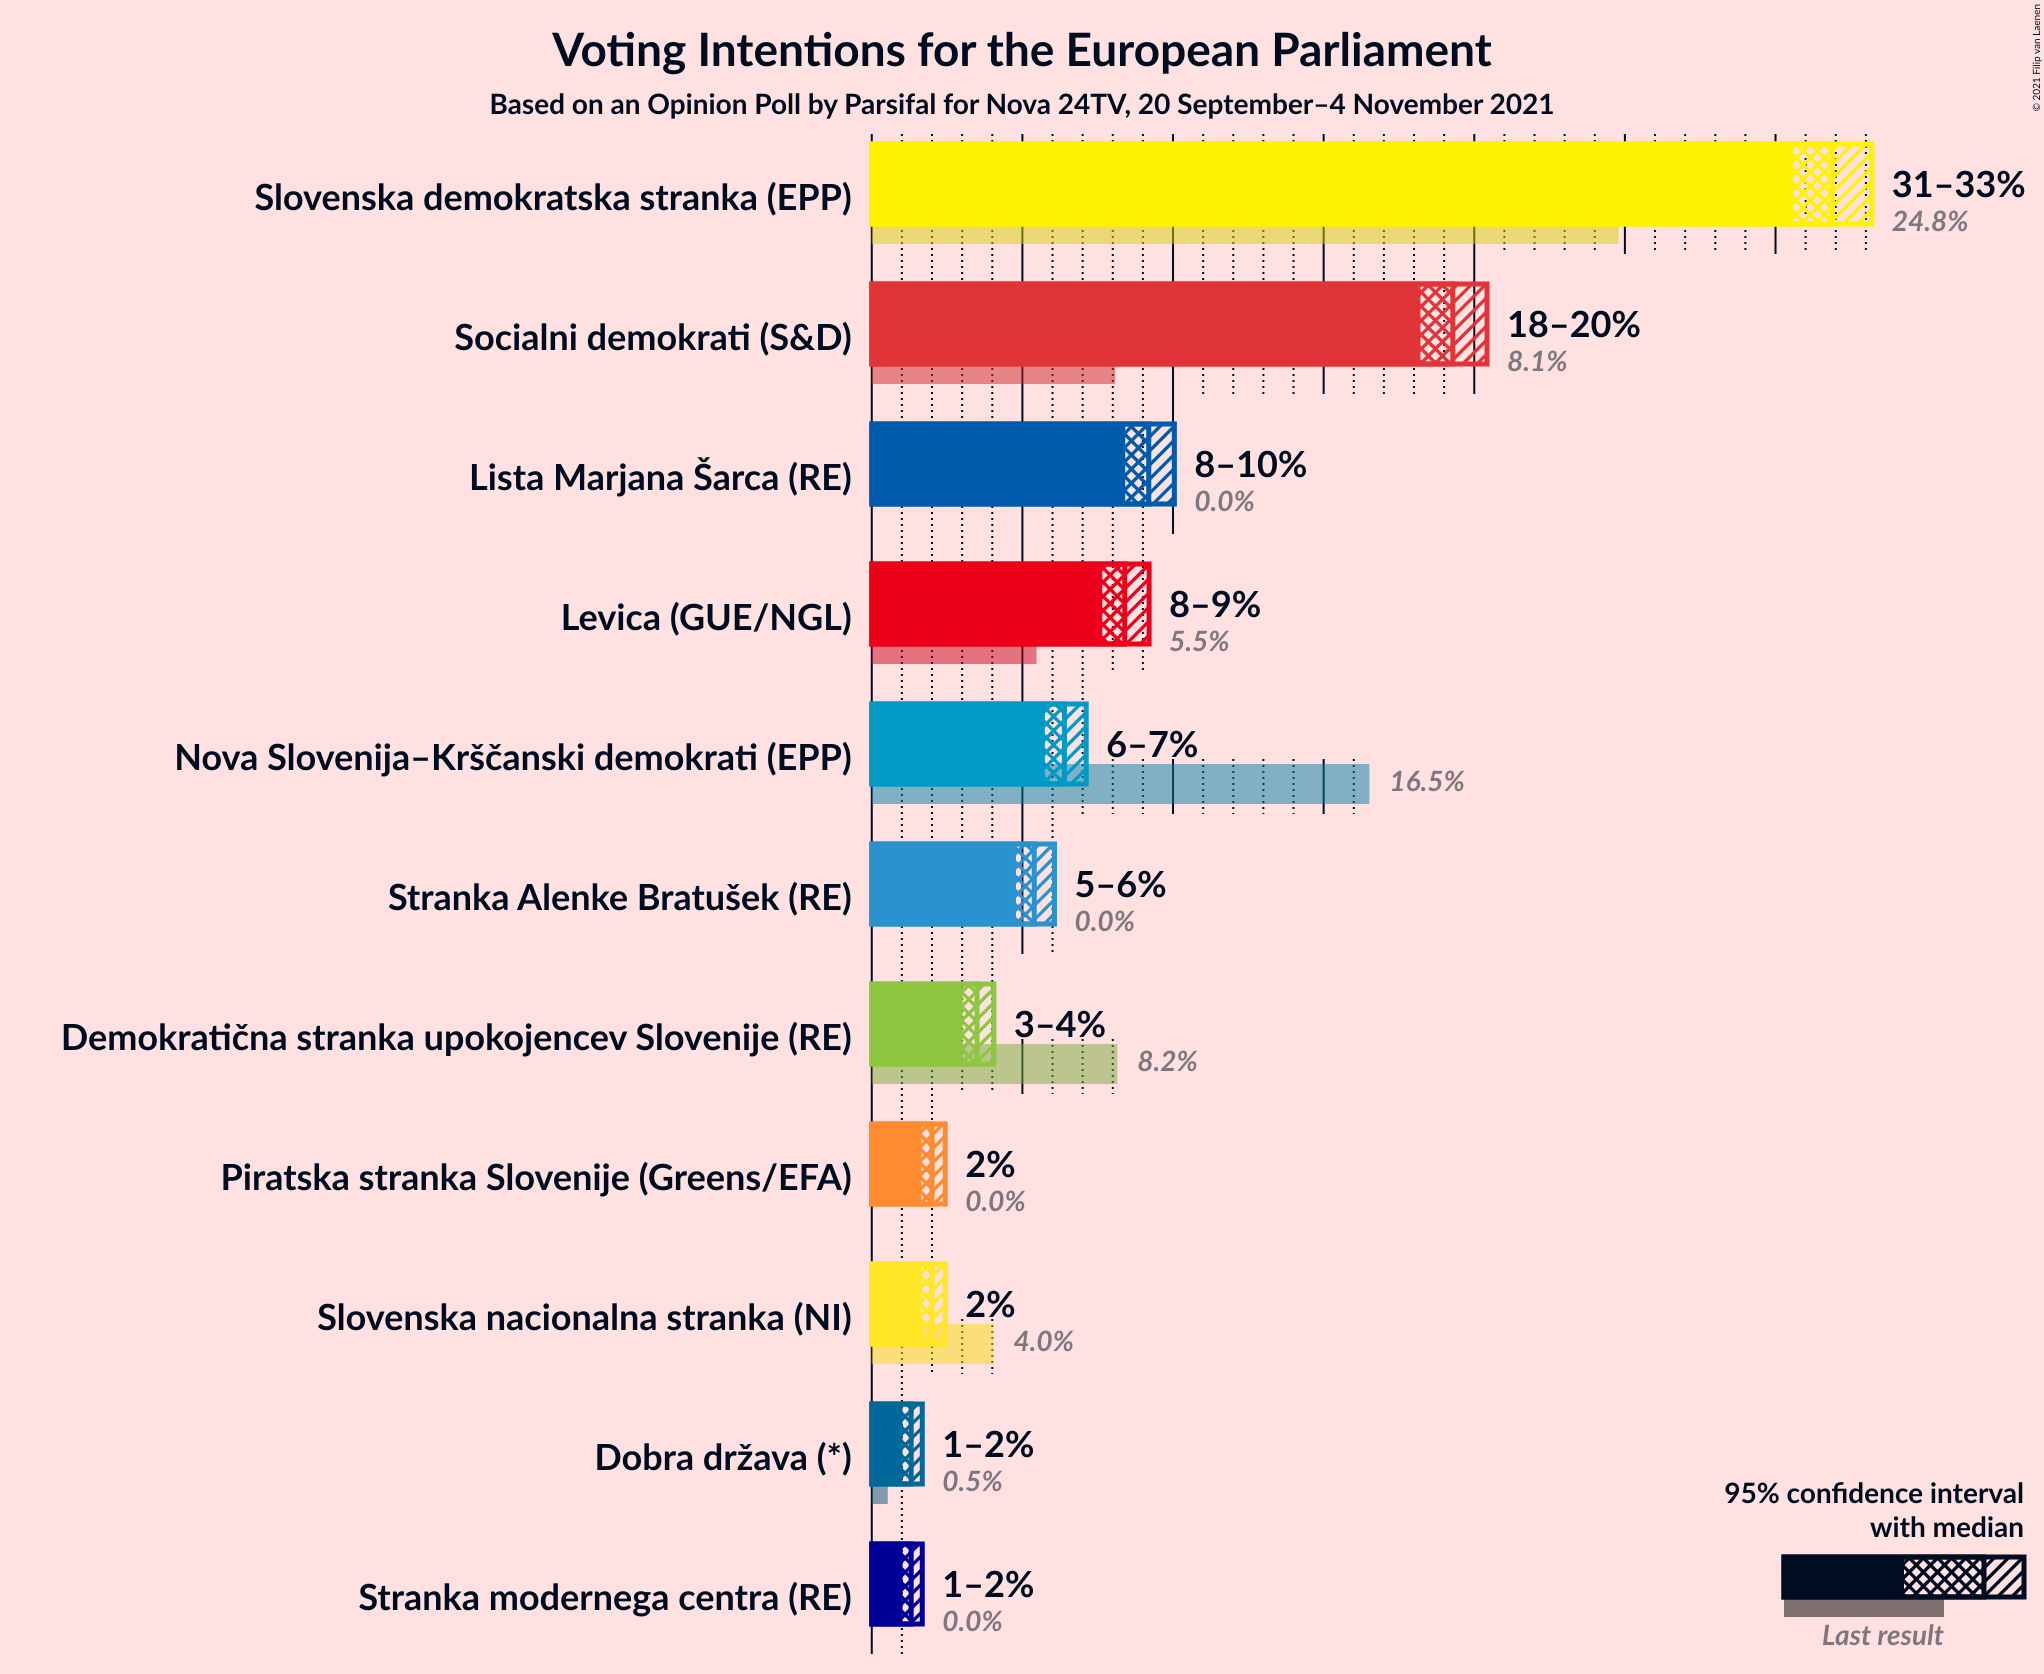 Voting Intentions for the European Parliament
Based on an Opinion Poll by Parsifal for Nova 24TV, 20 September–4 November 2021
© 2021 Filip van Laenen
Slovenska demokratska stranka (EPP)
31–33%
24.8%
Socialni demokrati (S&D)
18–20%
8.1%
Lista Marjana Šarca (RE)
8–10%
0.0%
Levica (GUE/NGL)
8–9%
5.5%
Nova Slovenija–Krščanski demokrati (EPP)
6–7%
16.5%
Stranka Alenke Bratušek (RE)
5–6%
0.0%
Demokratična stranka upokojencev Slovenije (RE)
3–4%
8.2%
Piratska stranka Slovenije (Greens/EFA)
2%
0.0%
Slovenska nacionalna stranka (NI)
2%
4.0%
Dobra država (*)
1–2%
0.5%
Stranka modernega centra (RE)
1–2%
0.0%
95% confidence interval
with median
Last result